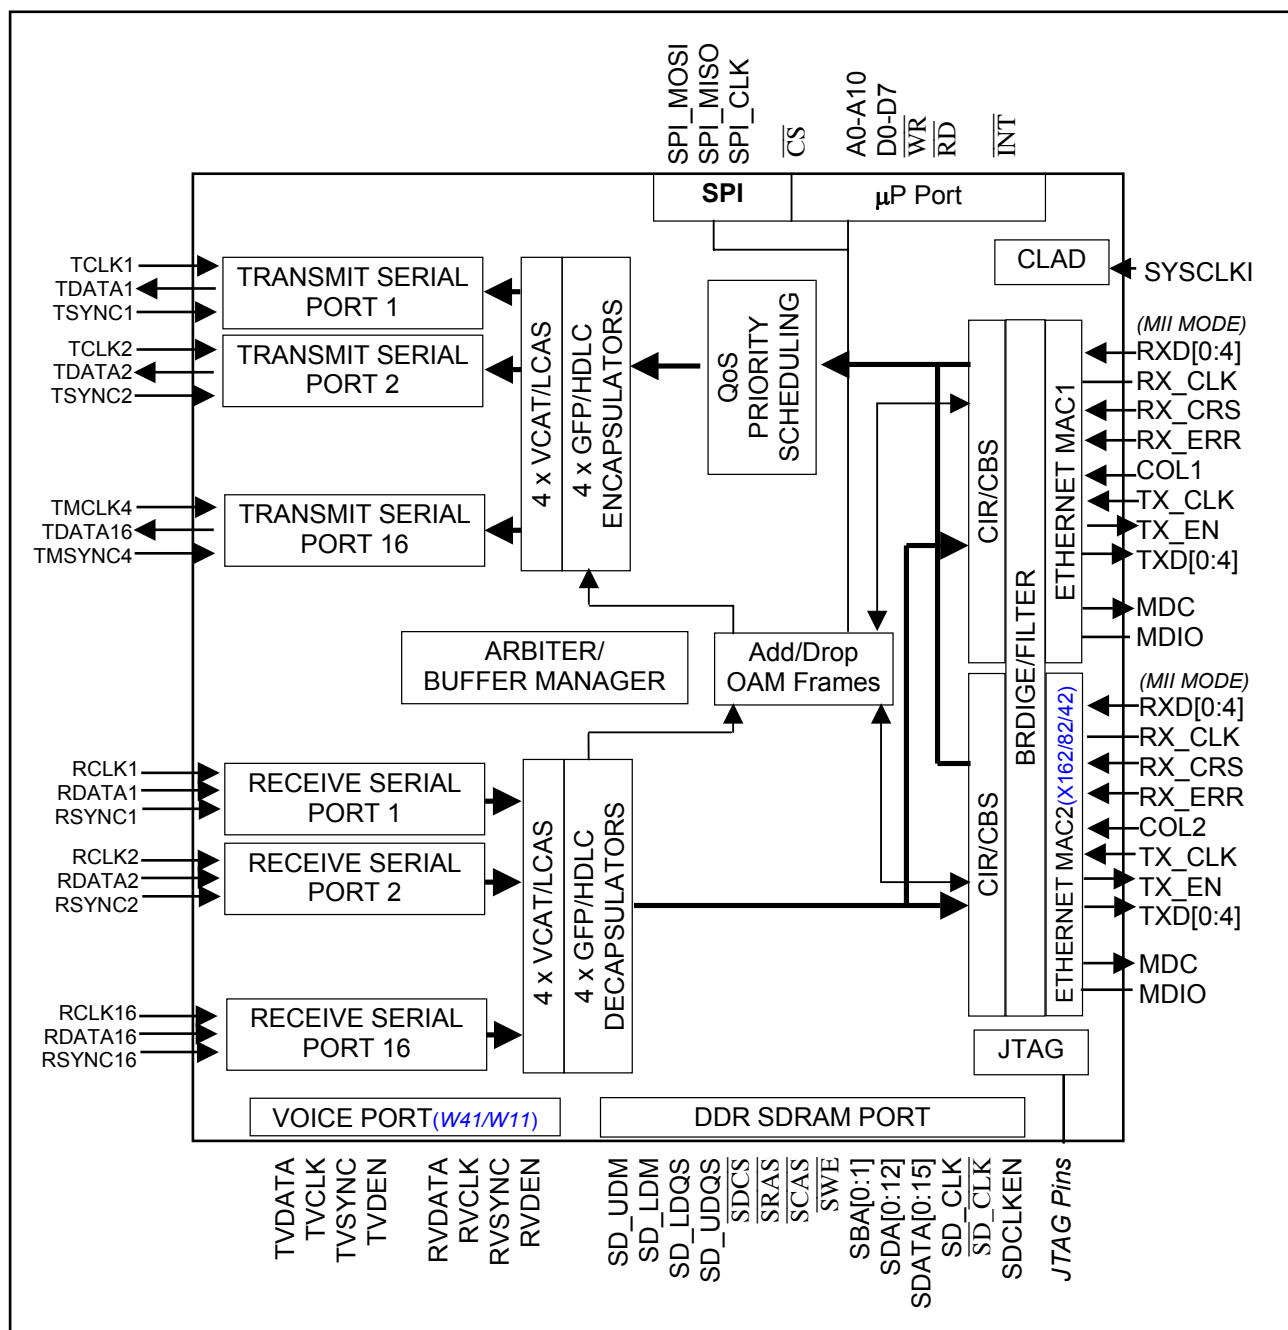 SPI_MOSI
SPI_MISO
SPI_CLK
CS
A0-A10
D0-D7
WR
RD
INT
SPI
µP Port
CLAD
SYSCLKI
TCLK1
TDATA1
TSYNC1
TRANSMIT SERIAL
PORT 1
TCLK2
TDATA2
TSYNC2
TRANSMIT SERIAL
PORT 2
TMCLK4
TDATA16
TMSYNC4
TRANSMIT SERIAL
PORT 16
4 x VCAT/LCAS
4 x GFP/HDLC
ENCAPSULATORS
QoS
PRIORITY
SCHEDULING
CIR/CBS
BRDIGE/FILTER
ETHERNET MAC1
(MII MODE)
RXD[0:4]
RX_CLK
RX_CRS
RX_ERR
COL1
TX_CLK
TX_EN
TXD[0:4]
MDC
MDIO
ARBITER/
BUFFER MANAGER
Add/Drop
OAM Frames
RCLK1
RDATA1
RSYNC1
RECEIVE SERIAL
PORT 1
RCLK2
RDATA2
RSYNC2
RECEIVE SERIAL
PORT 2
RCLK16
RDATA16
RSYNC16
RECEIVE SERIAL
PORT 16
4 x VCAT/LCAS
4 x GFP/HDLC
DECAPSULATORS
CIR/CBS
ETHERNET MAC2(X162/82/42)
(MII MODE)
RXD[0:4]
RX_CLK
RX_CRS
RX_ERR
COL2
TX_CLK
TX_EN
TXD[0:4]
MDC
MDIO
JTAG
VOICE PORT(W41/W11)
DDR SDRAM PORT
TVDATA
TVCLK
TVSYNC
TVDEN
RVDATA
RVCLK
RVSYNC
RVDEN
SD_UDM
SD_LDM
SD_LDQS
SD_UDQS
SDCS
SRAS
SCAS
SWE
SBA[0:1]
SDA[0:12]
SDATA[0:15]
SD_CLK
SD_CLK
SDCLKEN
JTAG Pins